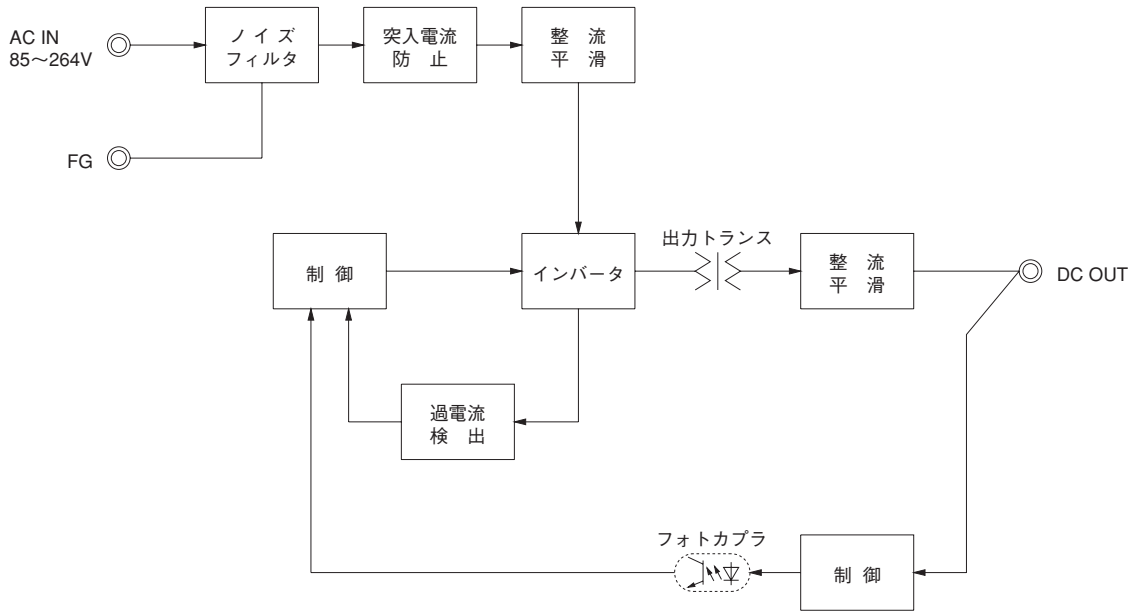 AC IN
85～264V
ノ イ ズ
フィルタ
突入電流
防 止
整 流
平 滑
FG
制 御
インバータ
出力トランス
整 流
平 滑
DC OUT
過電流
検 出
フォトカプラ
制 御